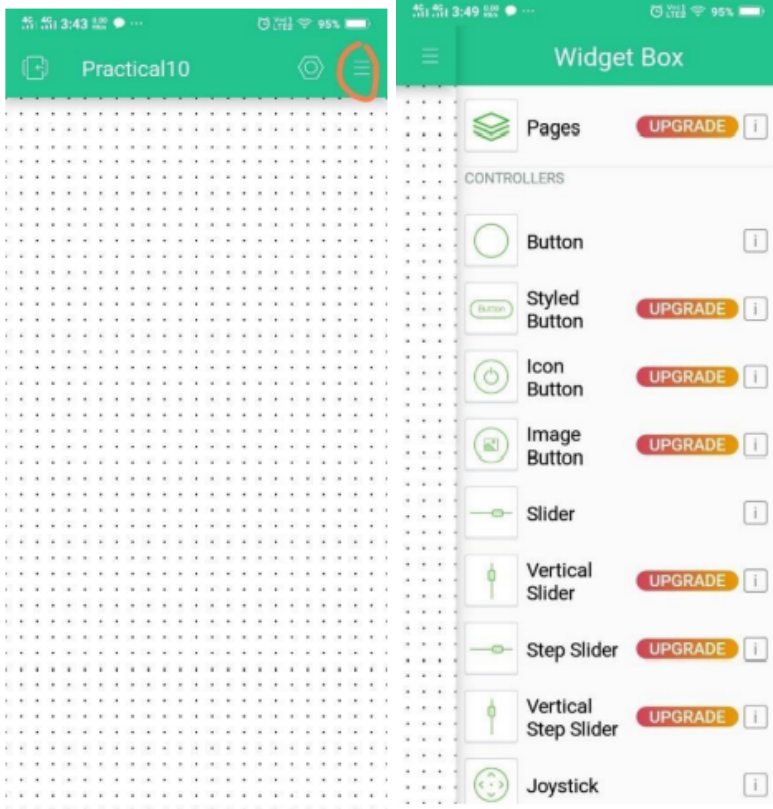 3:43
95%
Practical10
3:49
95%
Widget Box
Pages
UPGRADE
i
CONTROLLERS
Button
i
Button
Styled
Button
UPGRADE
i
Icon
Button
UPGRADE
i
Image
Button
UPGRADE
i
Slider
i
Vertical
Slider
UPGRADE
i
Step Slider
UPGRADE
i
Vertical
Step Slider
UPGRADE
i
Joystick
i